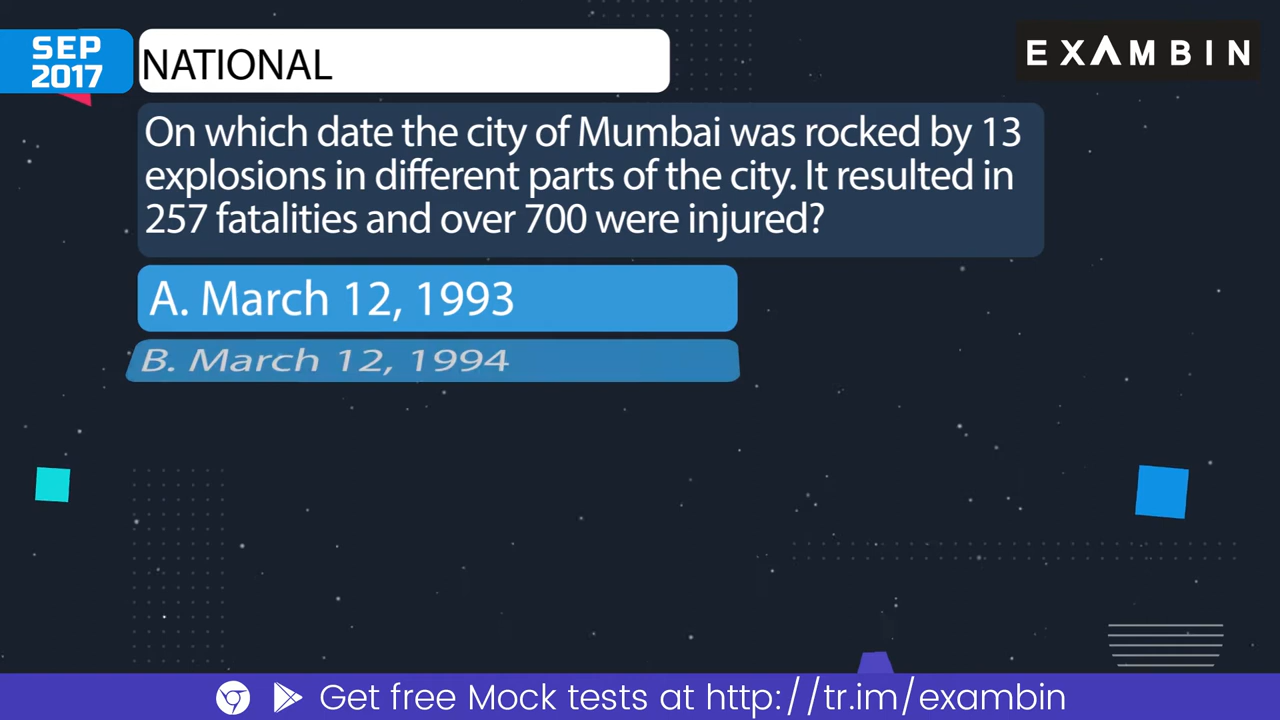 SEP
2017
NATIONAL
EXAMBIN
On which date the city of Mumbai was rocked by 13
explosions in different parts of the city. It resulted in
257 fatalities and over 700 were injured?
A. March 12, 1993
B. March 12, 1994
Get free Mock tests at http://tr.im/exambin